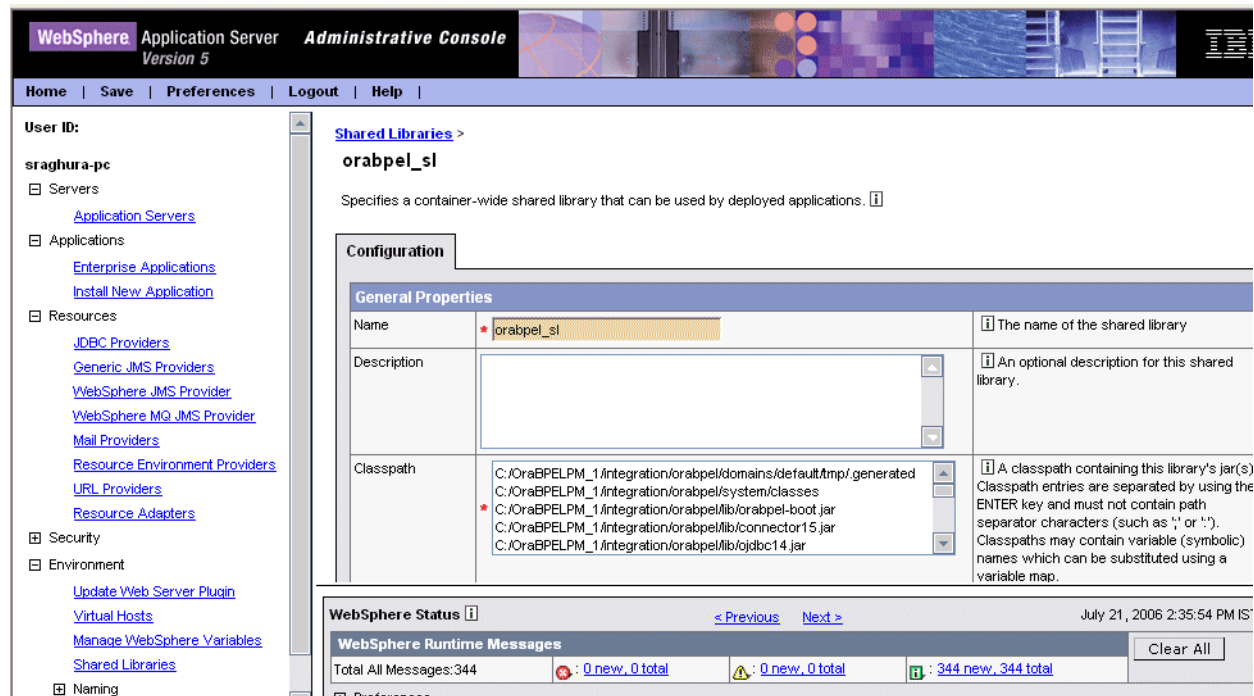 WebSphere. Application Server Administrative Console
Version 5
Home | Save | Preferences | Logout | Help |
User ID:
sraghura-pc
Servers
Application Servers
Applications
Enterprise Applications
Install New Application
Resources
JDBC Providers
Generic JMS Providers
WebSphere JMS Provider
WebSphere MQ JMS Provider
Mail Providers
Resource Environment Providers
URL Providers
Resource Adapters
Security
Environment
Update Web Server Plugin
Virtual Hosts
Manage WebSphere Variables
Shared Libraries
Naming
Shared Libraries >
orabpel_sl
Specifies a container-wide shared library that can be used by deployed applications. i
Configuration
General Properties
Name * orabpel_sl i The name of the shared library
Description i An optional description for this shared
library.
Classpath
C:/OraBPELPM_1/integration/orabpel/domains/default/tmp/.generated
C:/OraBPELPM_1/integration/orabpel/system/classes
* C:/OraBPELPM_1/integration/orabpel/lib/orabpel-boot.jar
C:/OraBPELPM_1/integration/orabpel/lib/connector15.jar
C:/OraBPELPM_1/integration/orabpel/lib/ojdbc14.jar
i A classpath containing this library's jar(s)
Classpath entries are separated by using the
ENTER key and must not contain path
separator characters (such as ';' or ':').
Classpaths may contain variable (symbolic)
names which can be substituted using a
variable map.
WebSphere Status i < Previous Next > July 21, 2006 2:35:54 PM IST
WebSphere Runtime Messages
Clear All
Total All Messages:344 : 0 new, 0 total : 0 new, 0 total : 344 new, 344 total
Preferences